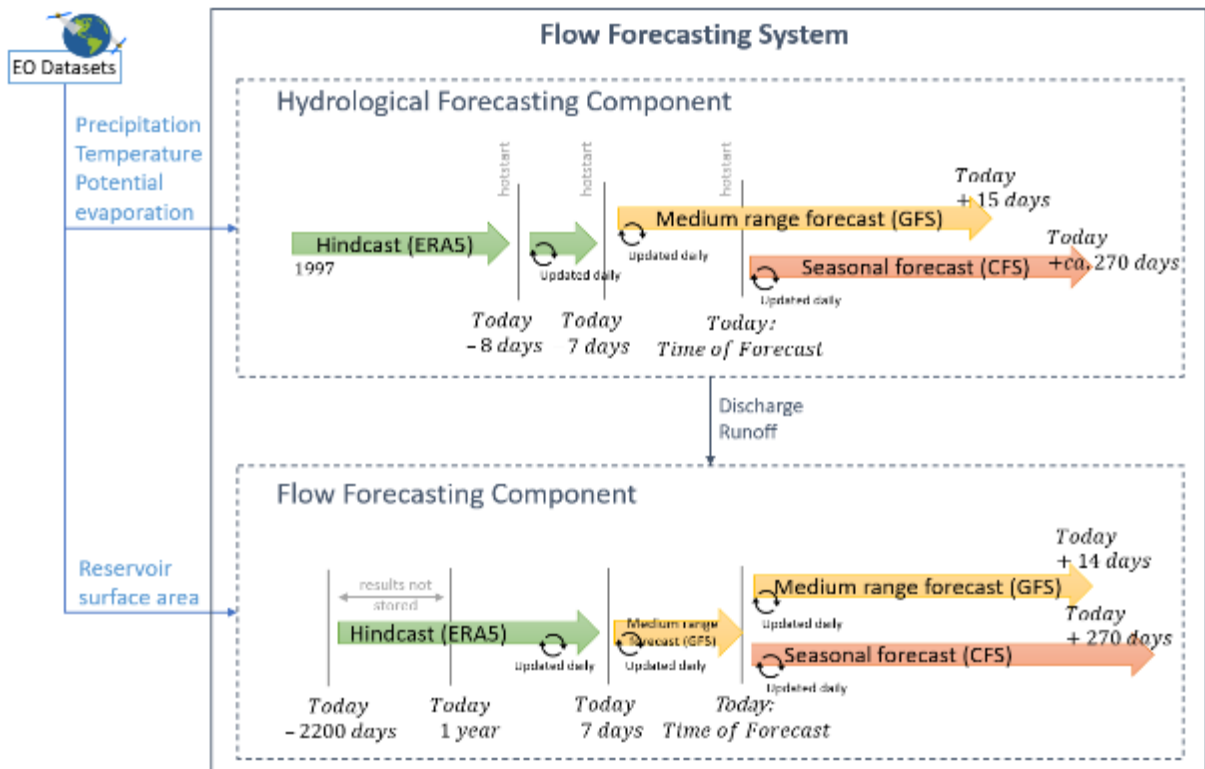 EO Datasets
Flow Forecasting System
Precipitation
Temperature
Potential
evaporation
Hydrological Forecasting Component
hotstart
hotstart
hotstart
Today
+ 15 days
Medium range forecast (GFS)
Hindcast (ERA5)
1997
Updated daily
Updated daily
Today
+ca. 270 days
Seasonal forecast (CFS)
Updated daily
Today
– 8 days
Today
7 days
Today:
Time of Forecast
Discharge
Runoff
Flow Forecasting Component
Reservoir
surface area
results not
stored
Hindcast (ERA5)
Updated daily
Medium range
forecast (GFS)
Updated daily
Today
+ 14 days
Medium range forecast (GFS)
Updated daily
Today
+ 270 days
Seasonal forecast (CFS)
Updated daily
Today
– 2200 days
Today
1 year
Today
7 days
Today:
Time of Forecast